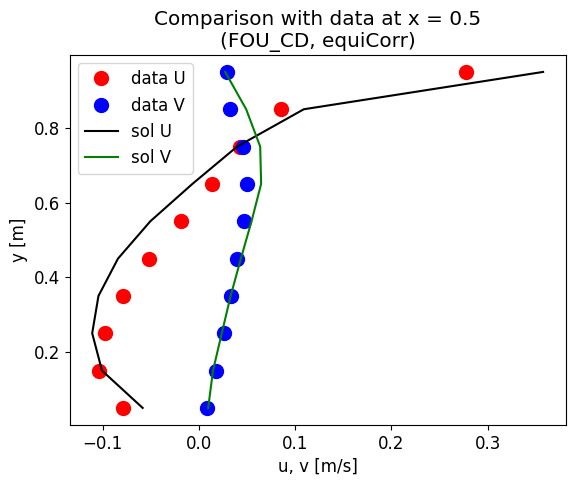 Comparison with data at x = 0.5
(FOU_CD, equiCorr)
data U
data V
sol U
sol V
0.8
0.6
0.4
0.2
y [m]
−0.1 0.0 0.1 0.2 0.3
u, v [m/s]